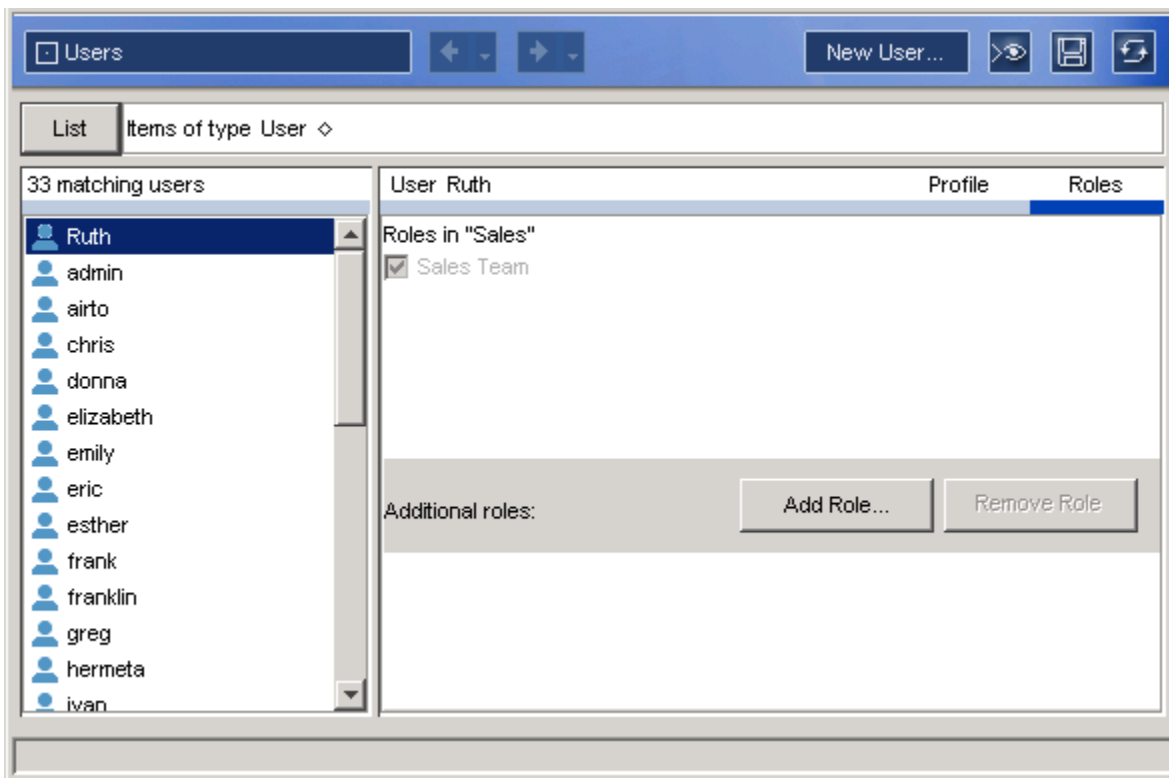 Users
New User...
List Items of type User
33 matching users
User Ruth Profile Roles
Ruth
admin
airto
chris
donna
elizabeth
emily
eric
esther
frank
franklin
greg
hermeta
ivan
Roles in "Sales"
Sales Team
Additional roles:
Add Role...
Remove Role